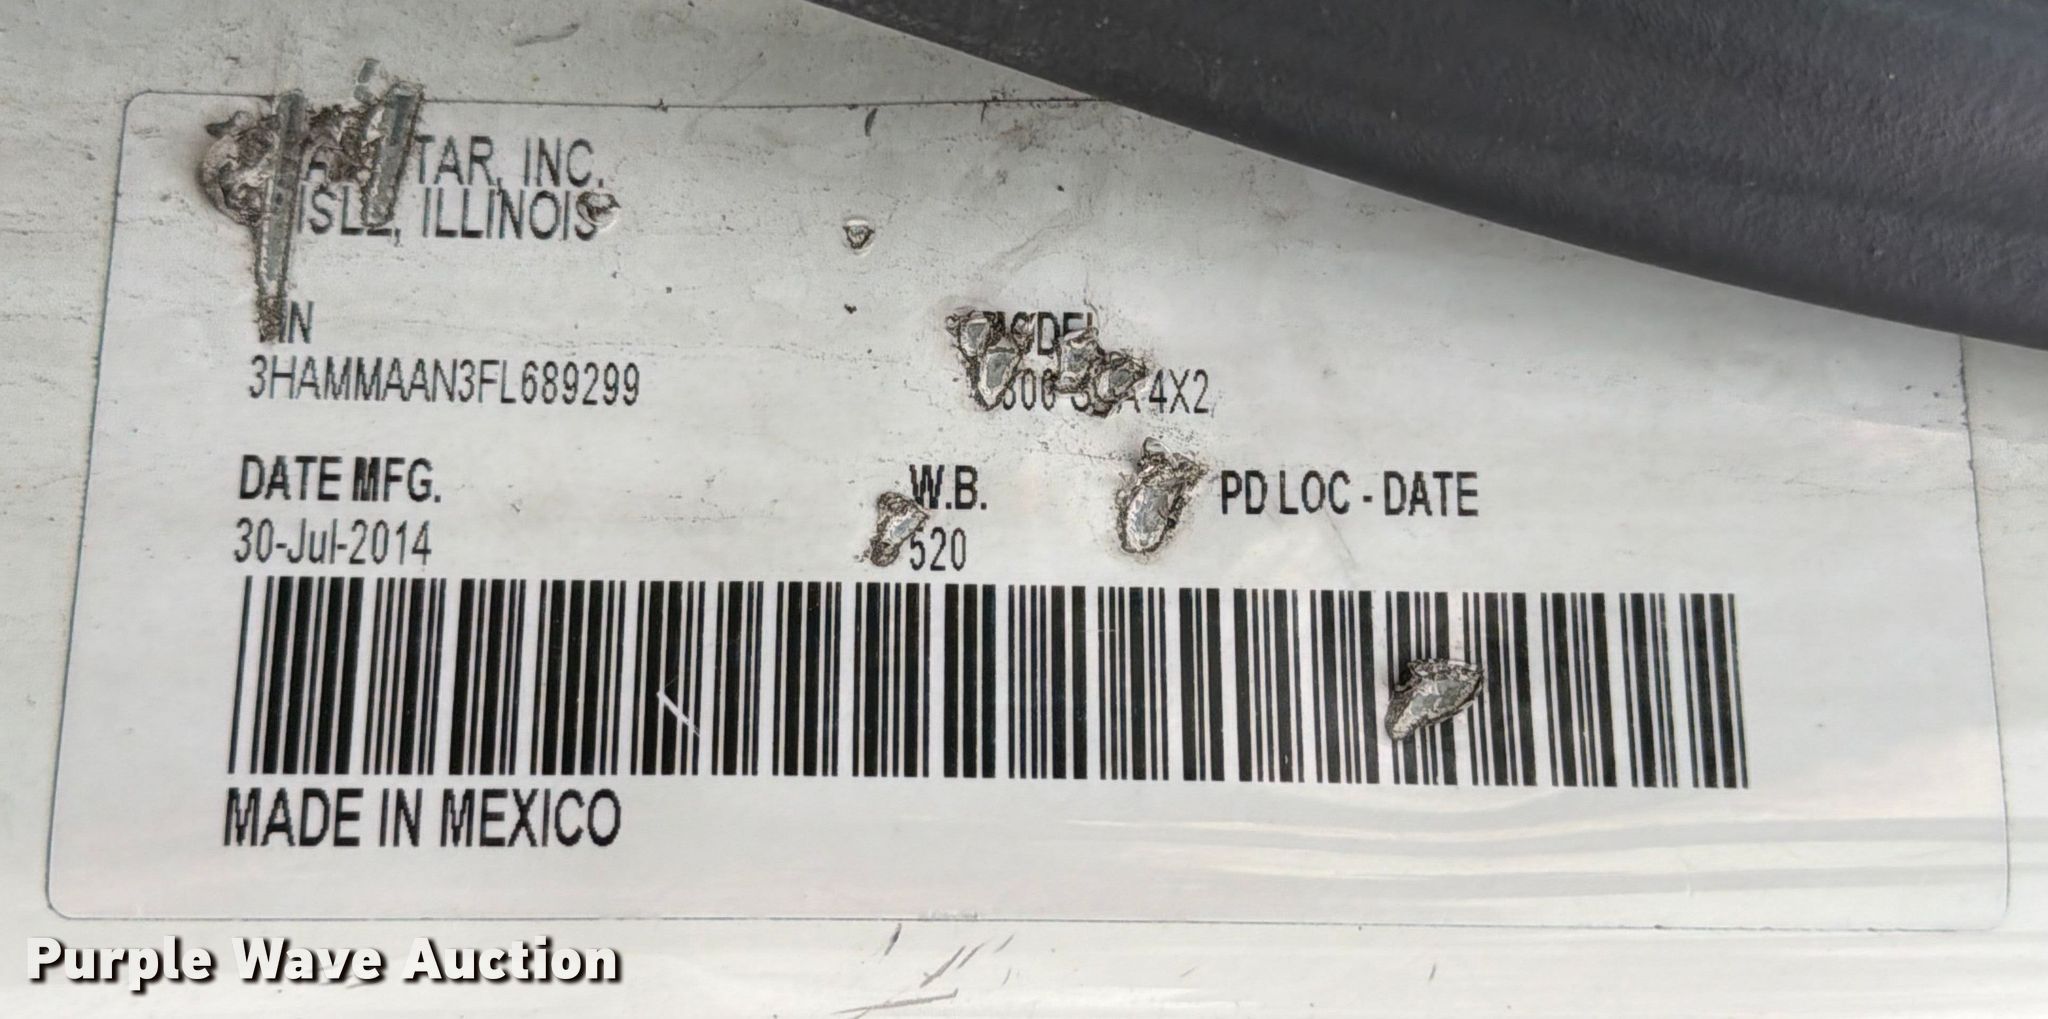 TAR, INC.
ISLE, ILLINOIS
3HAMMAAN3FL689299
4X2
DATE MFG.
W.B.
PD LOC - DATE
30-Jul-2014
520
MADE IN MEXICO
Purple Wave Auction